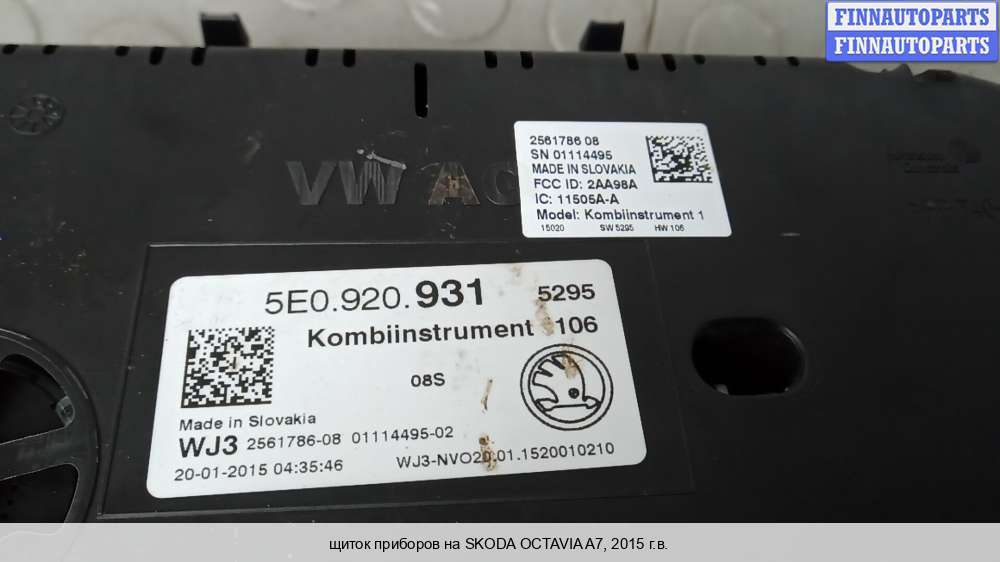 FINNAUTOPARTS
FINNAUTOPARTS
VW AG
2561786 08
SN 01114495
MADE IN SLOVAKIA
FCC ID: 2AA98A
IC: 11505A-A
Model: Kombiinstrument 1
15020 SW 5295 HW 106
5E0.920.931 5295
Kombiinstrument 106
08S
Made in Slovakia
WJ3 2561786-08 01114495-02
20-01-2015 04:35:46 WJ3-NVO20.01.1520010210
щиток приборов на SKODA OCTAVIA A7, 2015 г.в.